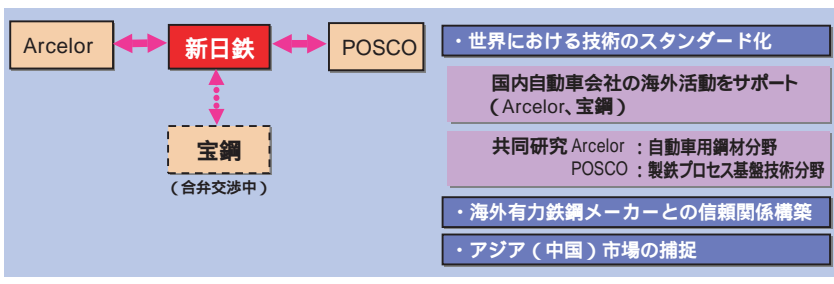 Arcelor
新日鉄
POSCO
宝鋼
(合弁交渉中)
・世界における技術のスタンダード化
国内自動車会社の海外活動をサポート
(Arcelor、宝鋼)
共同研究 Arcelor :自動車用鋼材分野
POSCO :製鉄プロセス基盤技術分野
・海外有力鉄鋼メーカーとの信頼関係構築
・アジア(中国)市場の捕捉